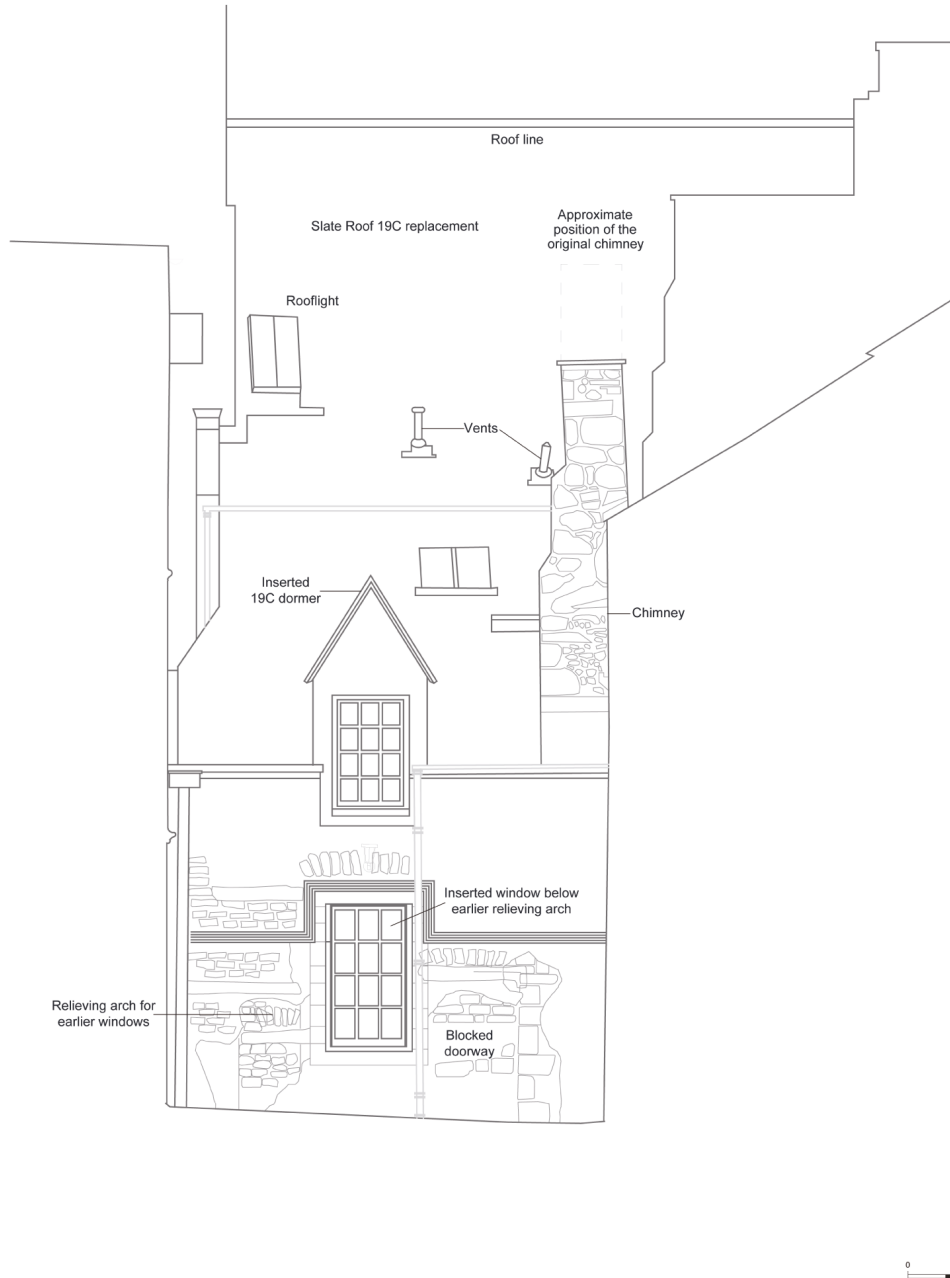 Roof line
Slate Roof 19C replacement
Approximate
position of the
original chimney
Rooflight
Vents
Inserted
19C dormer
Chimney
Inserted window below
earlier relieving arch
Relieving arch for
earlier windows
Blocked
doorway
0